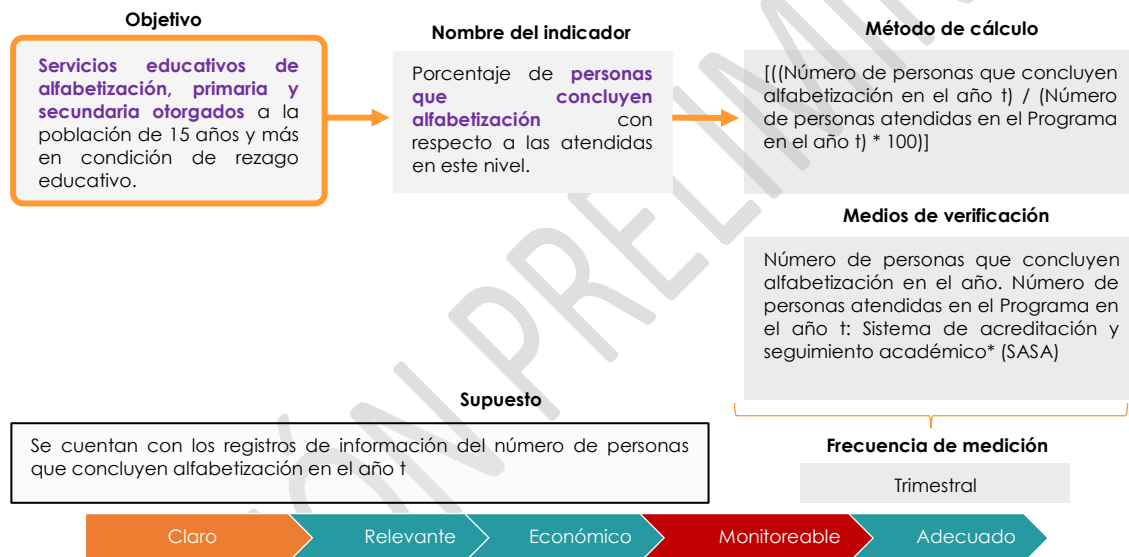 Objetivo
Servicios educativos de
alfabetización, primaria y
secundaria otorgados a la
población de 15 años y más
en condición de rezago
educativo.
Nombre del indicador
Porcentaje de personas
que concluyen
alfabetización con
respecto a las atendidas
en este nivel.
Método de cálculo
[((Número de personas que concluyen
alfabetización en el año t) / (Número
de personas atendidas en el Programa
en el año t) * 100)]
Medios de verificación
Número de personas que concluyen
alfabetización en el año. Número de
personas atendidas en el Programa en
el año t: Sistema de acreditación y
seguimiento académico* (SASA)
Supuesto
Se cuentan con los registros de información del número de personas
que concluyen alfabetización en el año t
Frecuencia de medición
Trimestral
Claro
Relevante
Económico
Monitoreable
Adecuado